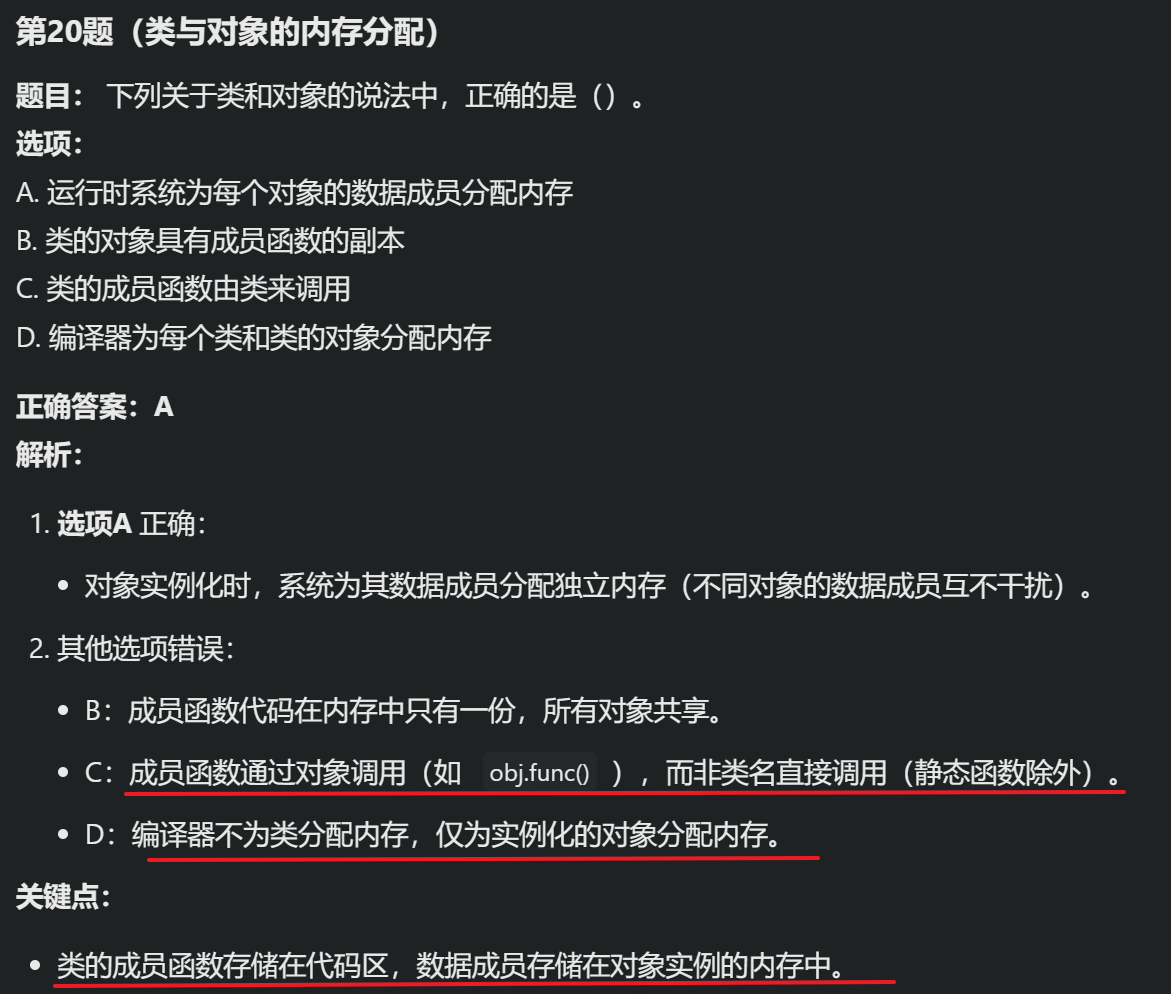 第20题（类与对象的内存分配）
题目： 下列关于类和对象的说法中，正确的是（）。
选项：
A. 运行时系统为每个对象的数据成员分配内存
B. 类的对象具有成员函数的副本
C. 类的成员函数由类来调用
D. 编译器为每个类和类的对象分配内存
正确答案：A
解析：
1. 选项A 正确：
• 对象实例化时，系统为其数据成员分配独立内存（不同对象的数据成员互不干扰）。
2. 其他选项错误：
• B：成员函数代码在内存中只有一份，所有对象共享。
• C：成员函数通过对象调用（如 obj.func() ），而非类名直接调用（静态函数除外）。
• D：编译器不为类分配内存，仅为实例化的对象分配内存。
关键点：
• 类的成员函数存储在代码区，数据成员存储在对象实例的内存中。